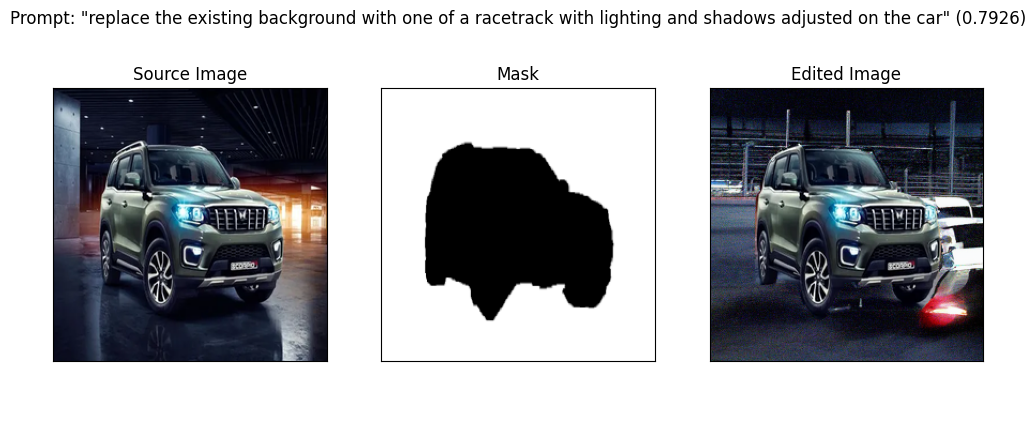 Prompt: "replace the existing background with one of a racetrack with lighting and shadows adjusted on the car" (0.7926)
Source Image
Mask
Edited Image